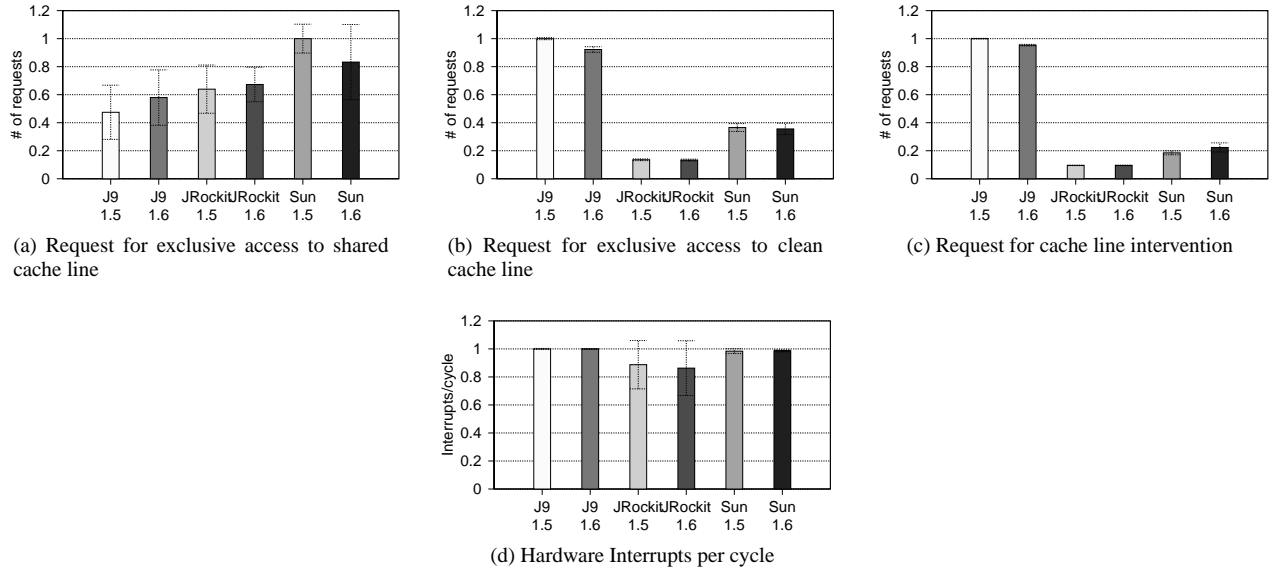 1.2
1
0.8
0.6
0.4
0.2
0
# of requests
J9 J9 JRockit JRockit Sun Sun
1.5 1.6 1.5 1.6 1.5 1.6
(a) Request for exclusive access to shared
cache line
1.2
1
0.8
0.6
0.4
0.2
0
# of requests
J9 J9 JRockit JRockit Sun Sun
1.5 1.6 1.5 1.6 1.5 1.6
(b) Request for exclusive access to clean
cache line
1.2
1
0.8
0.6
0.4
0.2
0
# of requests
J9 J9 JRockit JRockit Sun Sun
1.5 1.6 1.5 1.6 1.5 1.6
(c) Request for cache line intervention
1.2
1
0.8
0.6
0.4
0.2
0
Interrupts/cycle
J9 J9 JRockit JRockit Sun Sun
1.5 1.6 1.5 1.6 1.5 1.6
(d) Hardware Interrupts per cycle